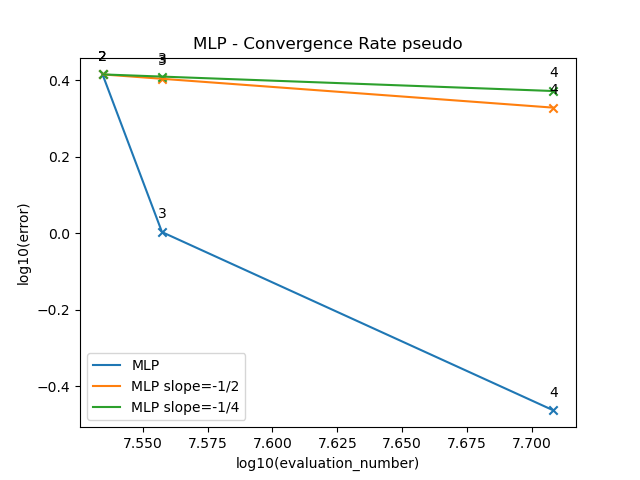 MLP - Convergence Rate pseudo
log10(error)
0.4
0.2
0.0
−0.2
−0.4
2
3
3
4
4
3
4
MLP
MLP slope=-1/2
MLP slope=-1/4
7.550 7.575 7.600 7.625 7.650 7.675 7.700
log10(evaluation_number)